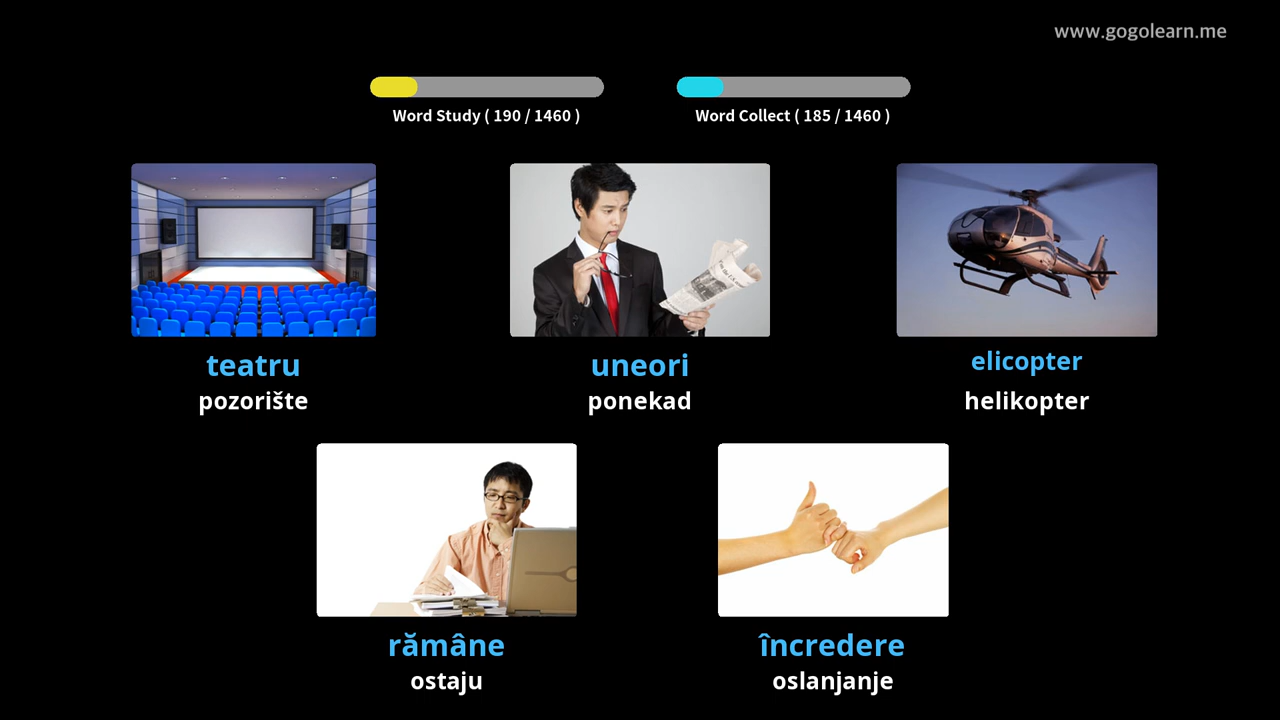 www.gogolearn.me
Word Study ( 190 / 1460 )
Word Collect ( 185 / 1460 )
teatru
pozorište
uneori
ponekad
elicopter
helikopter
rămâne
ostaju
încredere
oslanjanje